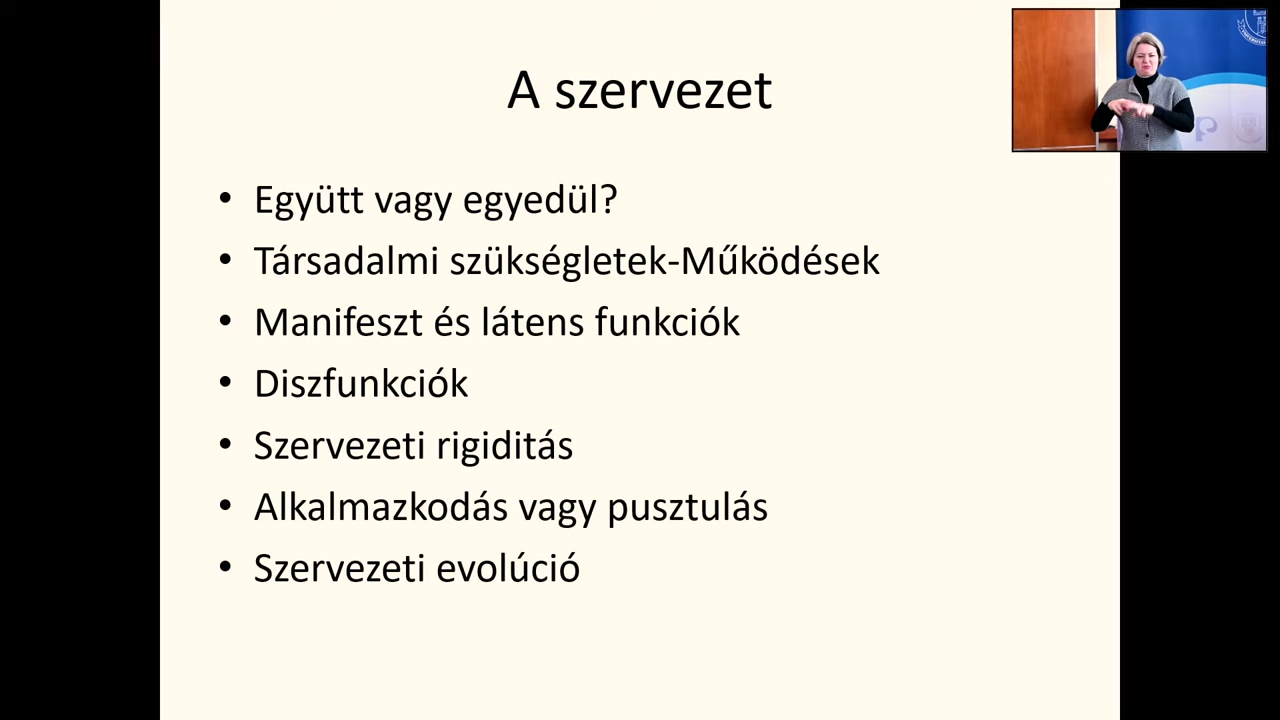 A szervezet
• Együtt vagy egyedül?
• Társadalmi szükségletek-Működések
• Manifeszt és látens funkciók
• Diszfunkciók
• Szervezeti rigiditás
• Alkalmazkodás vagy pusztulás
• Szervezeti evolúció